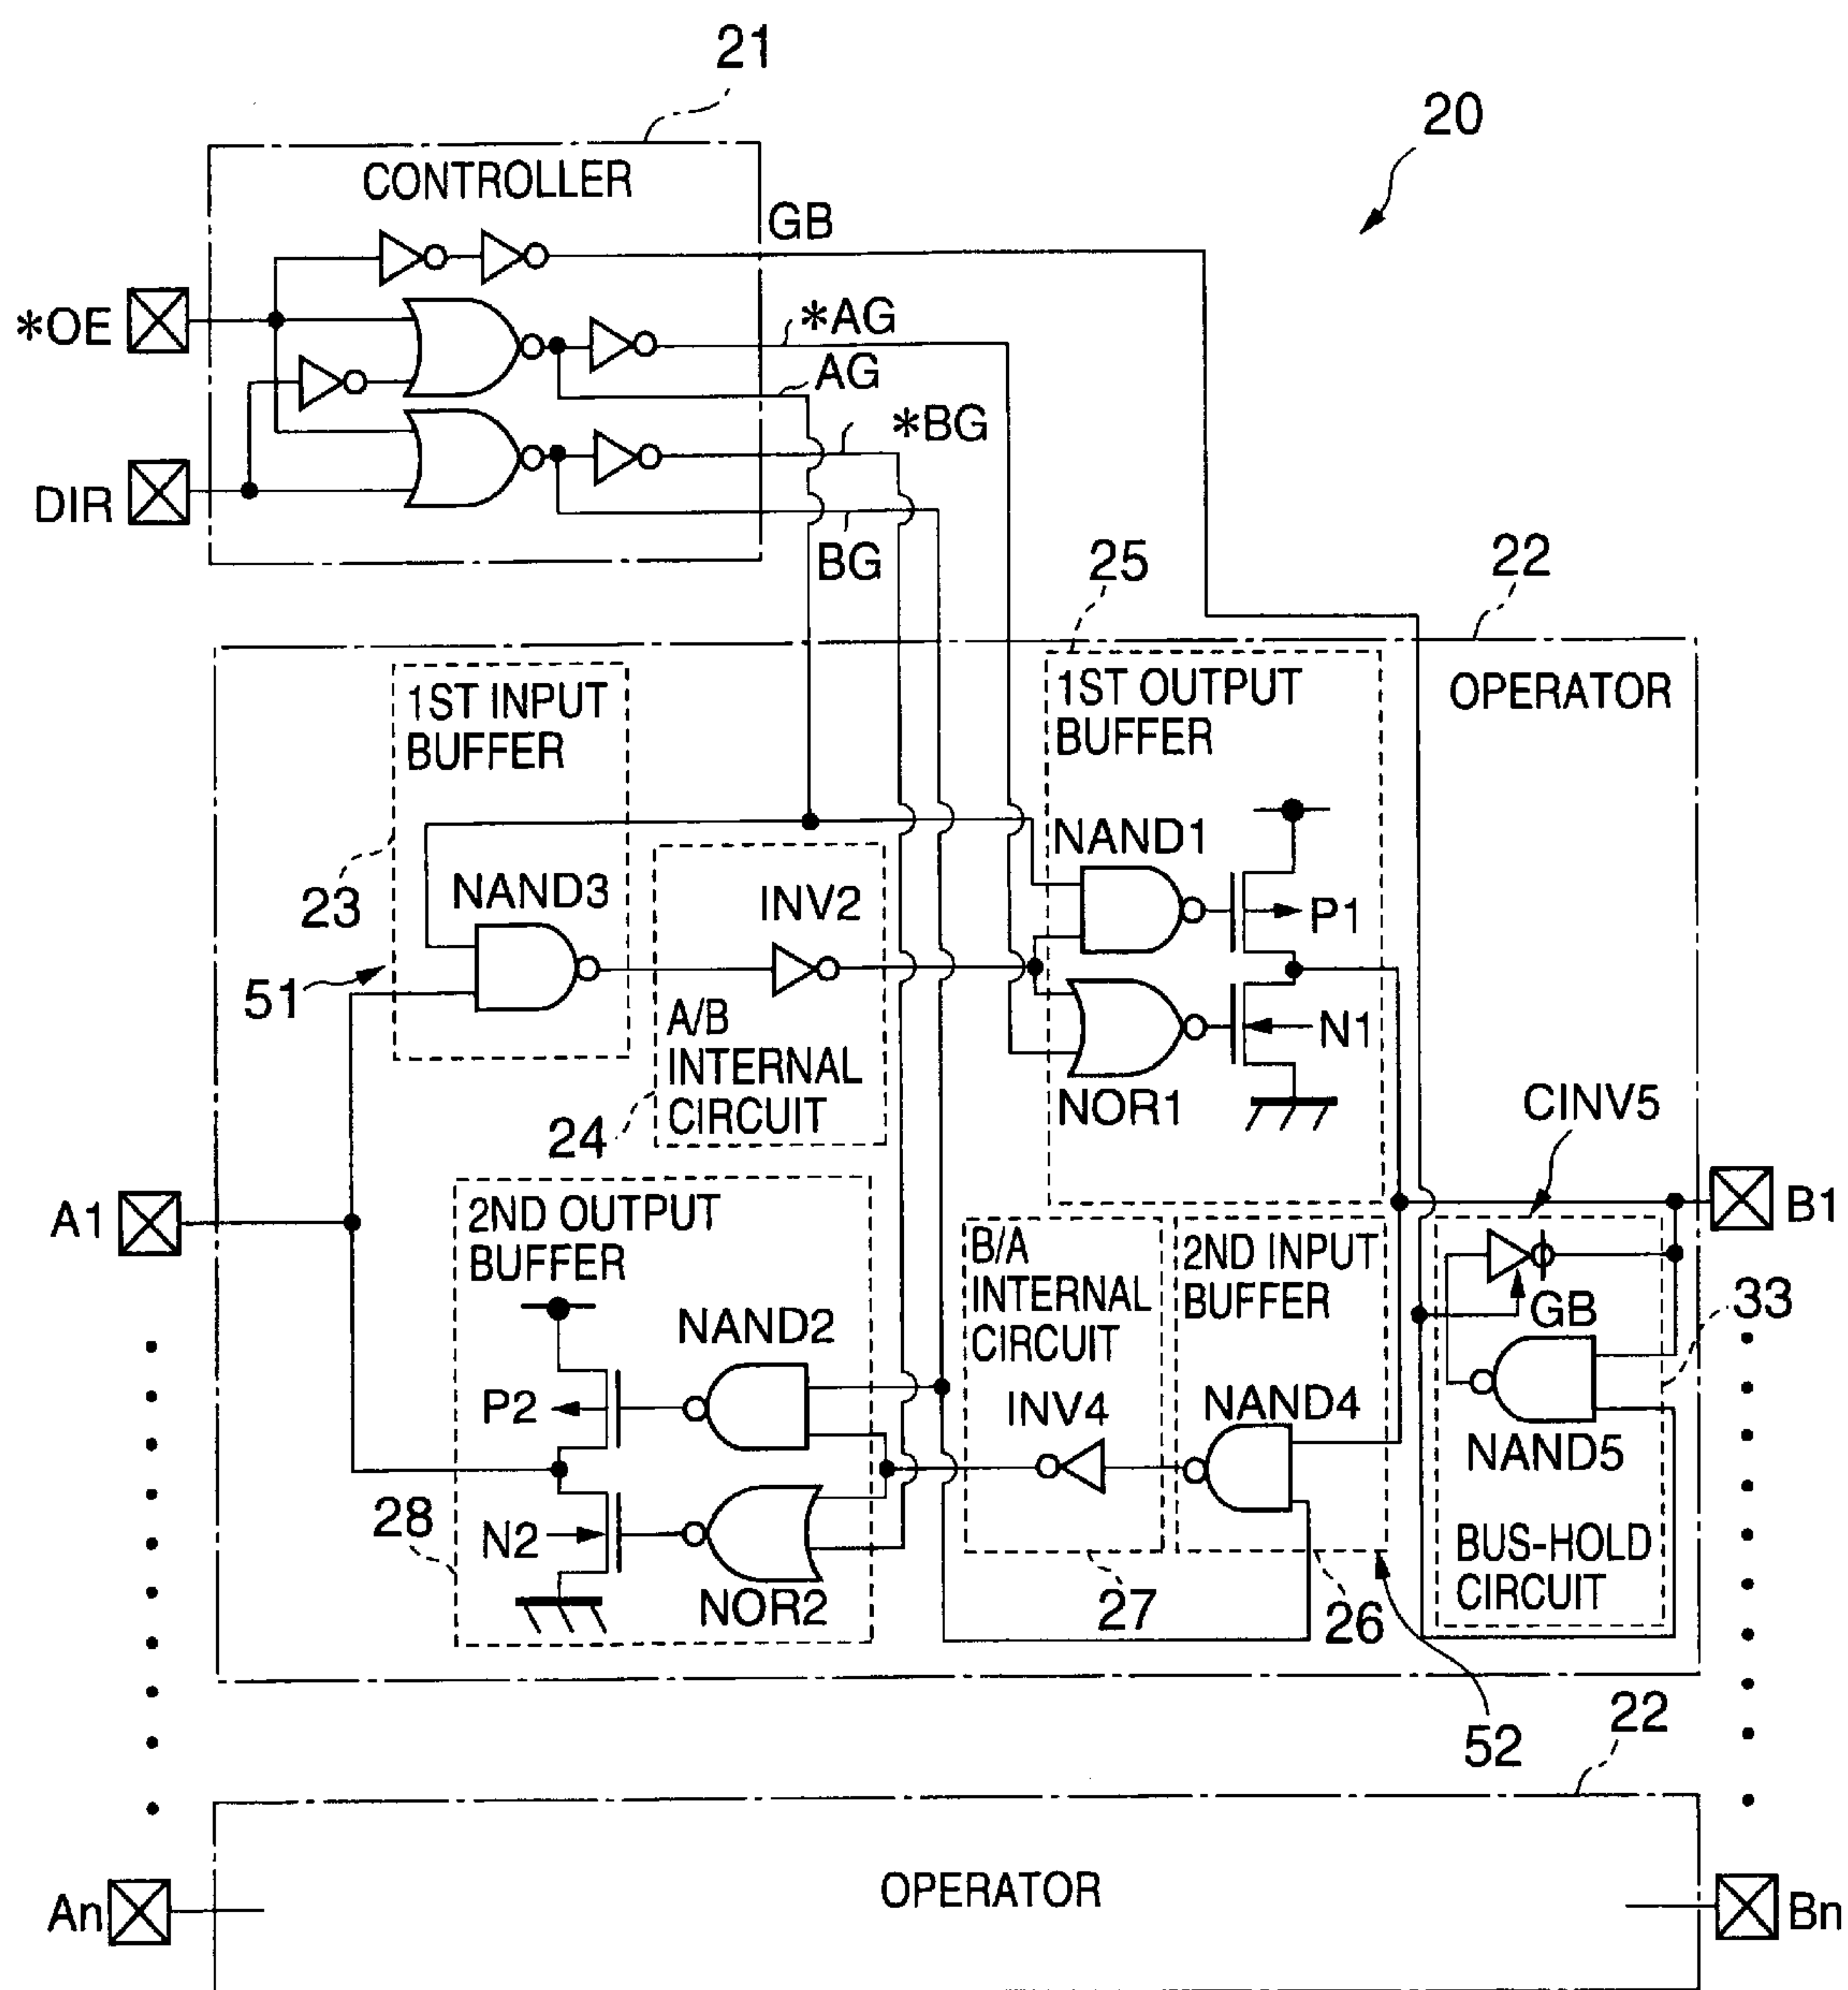 21
20
CONTROLLER
GB
*OE
*AG
AG
*BG
DIR
BG
25
22
1ST INPUT
BUFFER
1ST OUTPUT
BUFFER
OPERATOR
NAND1
23
NAND3
INV2
P1
51
A/B
INTERNAL
CIRCUIT
N1
24
NOR1
CINV5
A1
2ND OUTPUT
BUFFER
B/A
INTERNAL
CIRCUIT
2ND INPUT
BUFFER
B1
GB
33
NAND2
P2
INV4
NAND4
NAND5
28
N2
NOR2
27
26
BUS-HOLD
CIRCUIT
52
22
An
OPERATOR
Bn